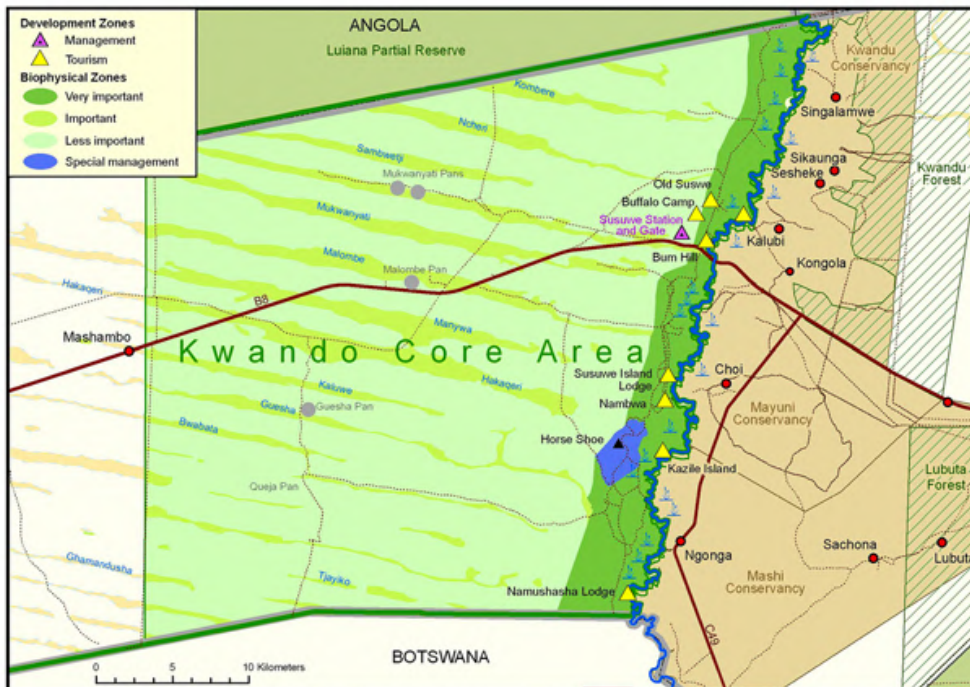 Development Zones
Management
Tourism
Biophysical Zones
Very important
Important
Less important
Special management
ANGOLA
Luiana Partial Reserve
Kwandu
Conservancy
Singalamwe
Sikaunga
Sesheke
Kwandu
Forest
Kombere
Ncheri
Sambwetji
Mukwanyati Pans
Mukwanyati
Old Suswe
Buffalo Camp
Susuwe Station
and Gate
Bum Hill
Kalubi
Kongola
Malombe
Malombe Pan
Hakaqeri
B8
Mashambo
Manywa
Kwando Core Area
Hakaqeri
Kaluwe
Guesha
Guesha Pan
Bwabata
Susuwe Island
Lodge
Nambwa
Choi
Mayuni
Conservancy
Horse Shoe
Kazile Island
Lubuta
Forest
Queja Pan
Ngonga
Sachona
Lubuta
Ghamandusha
Tjayiko
Namushasha Lodge
Mashi
Conservancy
C49
BOTSWANA
0 5 10 Kilometers